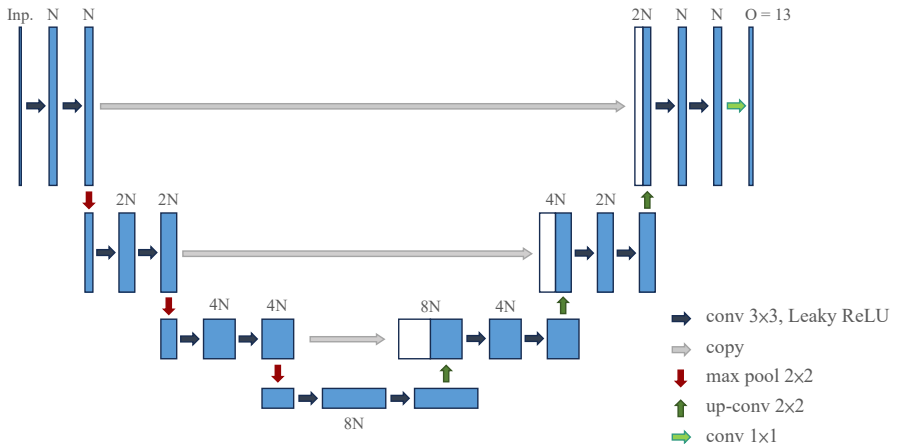 Inp. N N 2N N N O = 13
2N 2N 4N 2N
4N 4N 8N 4N
8N
conv 3×3, Leaky ReLU
copy
max pool 2×2
up-conv 2×2
conv 1×1